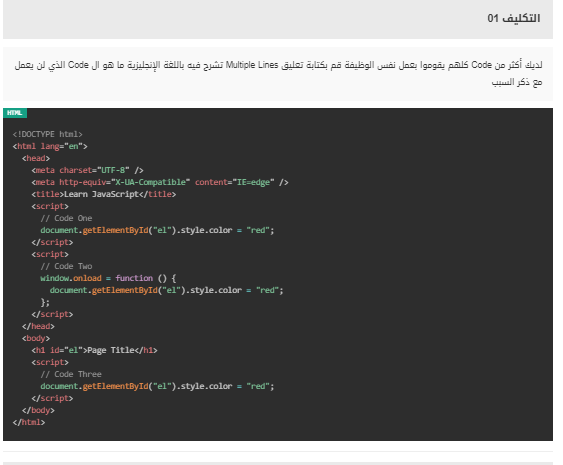 التكليف 01
لديك أكثر من Code كلهم يقوموا بعمل نفس الوظيفة قم بكتابة تعليق Multiple Lines تشرح فيه باللغة الإنجليزية ما هو ال Code الذي لن يعمل
مع ذكر السبب
HTML
<!DOCTYPE html>
<html lang="en">
<head>
<meta charset="UTF-8" />
<meta http-equiv="X-UA-Compatible" content="IE=edge" />
<title>Learn JavaScript</title>
<script>
// Code One
document.getElementById("el").style.color = "red";
</script>
<script>
// Code Two
window.onload = function () {
document.getElementById("el").style.color = "red";
};
</script>
</head>
<body>
<h1 id="el">Page Title</h1>
<script>
// Code Three
document.getElementById("el").style.color = "red";
</script>
</body>
</html>